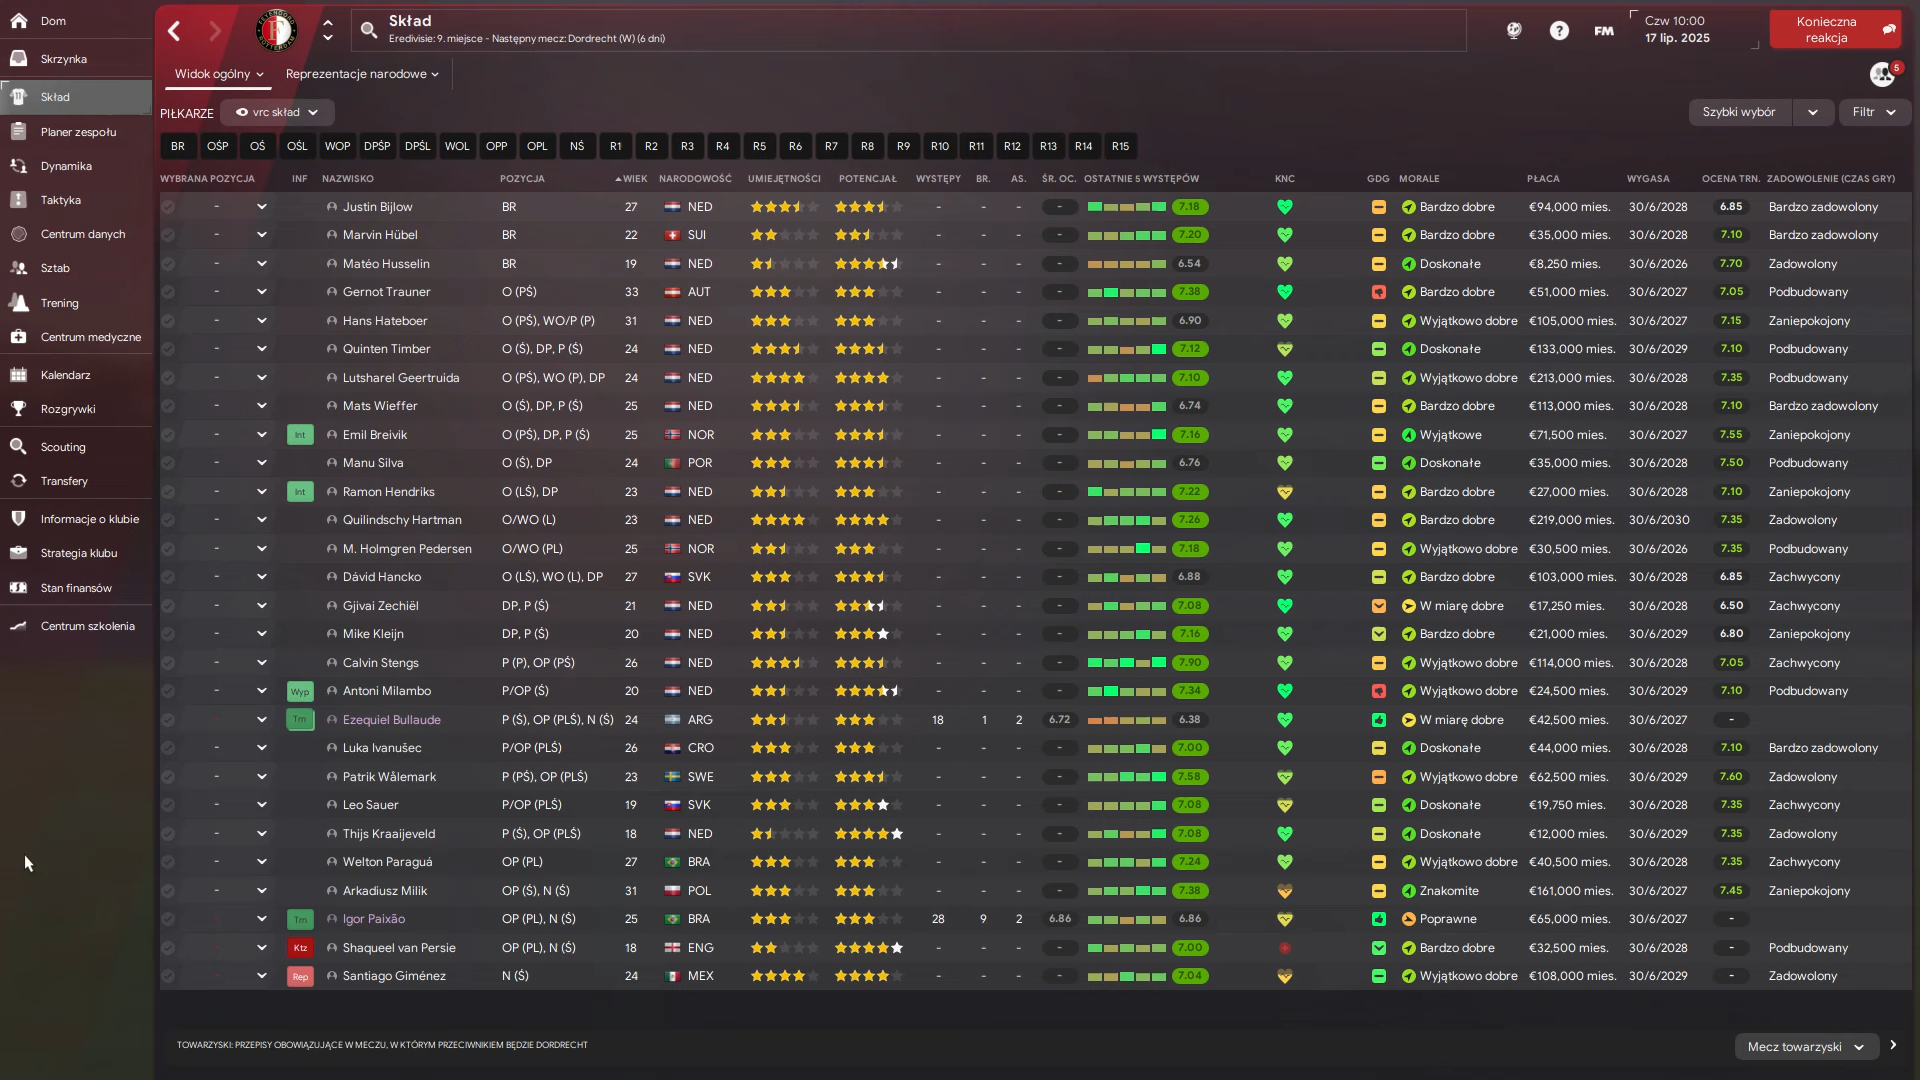 Dom
Skrzynka
Skład
Planer zespołu
Dynamika
Taktyka
Centrum danych
Sztab
Trening
Centrum medyczne
Kalendarz
Rozgrywki
Scouting
Transfery
Informacje o klubie
Strategia klubu
Stan finansów
Centrum szkolenia
Skład
Eredivisie: 9. miejsce - Następny mecz: Dordrecht (W) (6 dni)
FM
Czw 10:00
17 lip. 2025
Konieczna reakcja
5
Widok ogólny Reprezentacje narodowe
PIŁKARZE vrc skład Szybki wybór Filtr
BR OŚP OŚ OŚL WOP DPŚP DPŚL WOL OPP OPL NŚ R1 R2 R3 R4 R5 R6 R7 R8 R9 R10 R11 R12 R13 R14 R15
WYBRANA POZYCJA INF NAZWISKO POZYCJA WIEK NARODOWOŚĆ UMIEJĘTNOŚCI POTENCJAŁ WYSTĘPY BR. AS. ŚR. OC. OSTATNIE 5 WYSTĘPÓW KNC GDG MORALE PŁACA WYGASA OCENA TRN. ZADOWOLENIE (CZAS GRY)
- Justin Bijlow BR 27 NED - - - - 7.18 Bardzo dobre €94,000 mies. 30/6/2028 6.85 Bardzo zadowolony
- Marvin Hübel BR 22 SUI - - - - 7.20 Bardzo dobre €35,000 mies. 30/6/2028 7.10 Bardzo zadowolony
- Matéo Husselin BR 19 NED - - - - 6.54 Doskonałe €8,250 mies. 30/6/2026 7.70 Zadowolony
- Gernot Trauner O (PŚ) 33 AUT - - - - 7.38 Bardzo dobre €51,000 mies. 30/6/2027 7.05 Podbudowany
- Hans Hateboer O (PŚ), WO/P (P) 31 NED - - - - 6.90 Wyjątkowo dobre €105,000 mies. 30/6/2027 7.15 Zaniepokojony
- Quinten Timber O (Ś), DP, P (Ś) 24 NED - - - - 7.12 Doskonałe €133,000 mies. 30/6/2029 7.10 Podbudowany
- Lutsharel Geertruida O (PŚ), WO (P), DP 24 NED - - - - 7.10 Wyjątkowo dobre €213,000 mies. 30/6/2028 7.35 Podbudowany
- Mats Wieffer O (Ś), DP, P (Ś) 25 NED - - - - 6.74 Bardzo dobre €113,000 mies. 30/6/2028 7.10 Bardzo zadowolony
- Int Emil Breivik O (PŚ), DP, P (Ś) 25 NOR - - - - 7.16 Wyjątkowe €71,500 mies. 30/6/2027 7.55 Zaniepokojony
- Manu Silva O (Ś), DP 24 POR - - - - 6.76 Doskonałe €35,000 mies. 30/6/2028 7.50 Podbudowany
- Int Ramon Hendriks O (LŚ), DP 23 NED - - - - 7.22 Bardzo dobre €27,000 mies. 30/6/2028 7.10 Zaniepokojony
- Quilindschy Hartman O/WO (L) 23 NED - - - - 7.26 Bardzo dobre €219,000 mies. 30/6/2030 7.35 Zadowolony
- M. Holmgren Pedersen O/WO (PL) 25 NOR - - - - 7.18 Wyjątkowo dobre €30,500 mies. 30/6/2026 7.35 Podbudowany
- Dávid Hancko O (LŚ), WO (L), DP 27 SVK - - - - 6.88 Bardzo dobre €103,000 mies. 30/6/2028 6.85 Zachwycony
- Gjivai Zechiël DP, P (Ś) 21 NED - - - - 7.08 W miarę dobre €17,250 mies. 30/6/2028 6.50 Zachwycony
- Mike Kleijn DP, P (Ś) 20 NED - - - - 7.16 Bardzo dobre €21,000 mies. 30/6/2029 6.80 Zaniepokojony
- Calvin Stengs P (P), OP (PŚ) 26 NED - - - - 7.90 Wyjątkowo dobre €114,000 mies. 30/6/2028 7.05 Zachwycony
- Wyp Antoni Milambo P/OP (Ś) 20 NED - - - - 7.34 Wyjątkowo dobre €24,500 mies. 30/6/2029 7.10 Podbudowany
- Trn Ezequiel Bullaude P (Ś), OP (PLŚ), N (Ś) 24 ARG 18 1 2 6.72 6.38 W miarę dobre €42,500 mies. 30/6/2027 -
- Luka Ivanušec P/OP (PLŚ) 26 CRO - - - - 7.00 Doskonałe €44,000 mies. 30/6/2028 7.10 Bardzo zadowolony
- Patrik Wålemark P (PŚ), OP (PLŚ) 23 SWE - - - - 7.58 Wyjątkowo dobre €62,500 mies. 30/6/2029 7.60 Zadowolony
- Leo Sauer P/OP (PLŚ) 19 SVK - - - - 7.08 Doskonałe €19,750 mies. 30/6/2028 7.35 Zachwycony
- Thijs Kraaijeveld P (Ś), OP (PLŚ) 18 NED - - - - 7.08 Doskonałe €12,000 mies. 30/6/2029 7.35 Zadowolony
- Welton Paraguá OP (PL) 27 BRA - - - - 7.24 Wyjątkowo dobre €40,500 mies. 30/6/2028 7.35 Zachwycony
- Arkadiusz Milik OP (Ś), N (Ś) 31 POL - - - - 7.38 Znakomite €161,000 mies. 30/6/2027 7.45 Zaniepokojony
- Trn Igor Paixão OP (PL), N (Ś) 25 BRA 28 9 2 6.86 6.86 Poprawne €65,000 mies. 30/6/2027 -
- Ktz Shaqueel van Persie OP (PL), N (Ś) 18 ENG - - - - 7.00 Bardzo dobre €32,500 mies. 30/6/2029 - Podbudowany
- Rep Santiago Giménez N (Ś) 24 MEX - - - - 7.04 Wyjątkowo dobre €108,000 mies. 30/6/2029 - Zadowolony
TOWARZYSKI: PRZEPISY OBOWIĄZUJĄCE W MECZU, W KTÓRYM PRZECIWNIKIEM BĘDZIE DORDRECHT
Mecz towarzyski